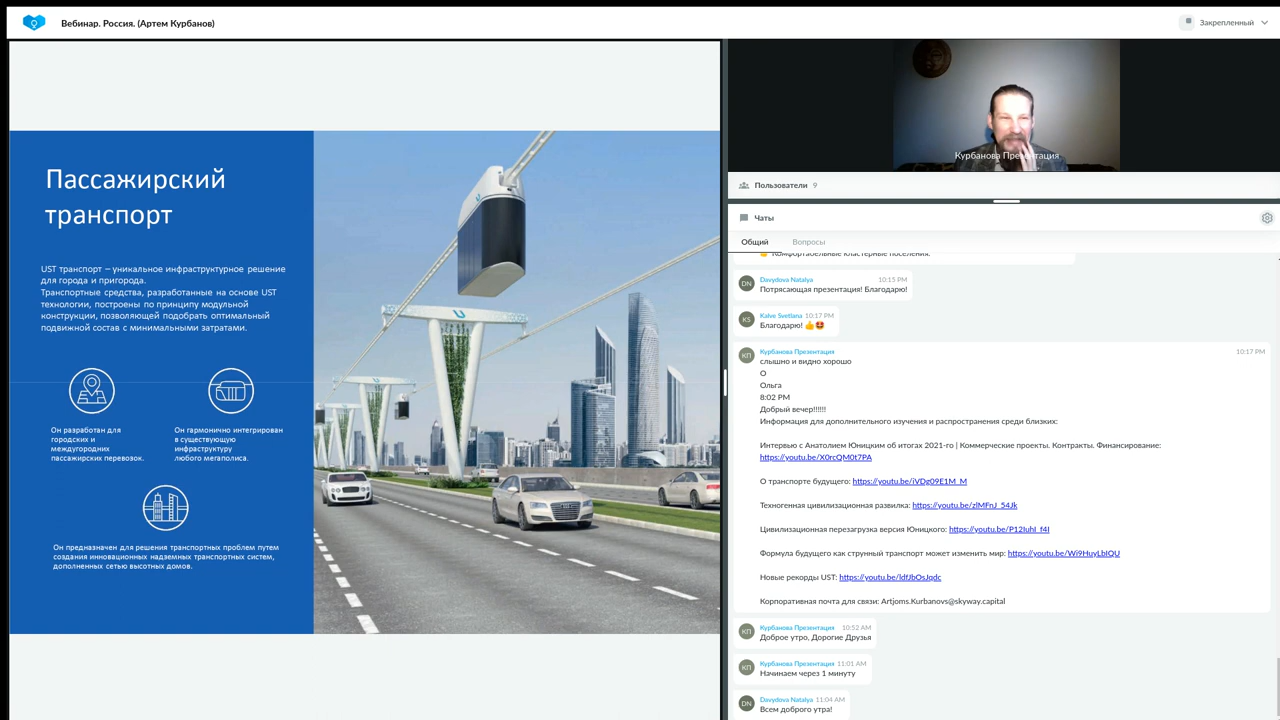 Вебинар. Россия. (Артем Курбанов)
Закрепленный
Пассажирский
транспорт
UST транспорт – уникальное инфраструктурное решение
для города и пригорода.
Транспортные средства, разработанные на основе UST
технологии, построены по принципу модульной
конструкции, позволяющей подобрать оптимальный
подвижной состав с минимальными затратами.
Он разработан для
городских и
междугородних
пассажирских перевозок.
Он гармонично интегрирован
в существующую
инфраструктуру
любого мегаполиса.
Он предназначен для решения транспортных проблем путем
создания инновационных надземных транспортных систем,
дополненных сетью высотных домов.
Курбанова Презентация
Пользователи 9
Чаты
Общий Вопросы
Комфортабельные кластерные поселения.
DN Davydova Natalya 10:15 PM
Потрясающая презентация! Благодарю!
KS Kalve Svetlana 10:17 PM
Благодарю! 👍🤩
КП Курбанова Презентация 10:17 PM
слышно и видно хорошо
О
Ольга
8:02 PM
Добрый вечер!!!!!!
Информация для дополнительного изучения и распространения среди близких:
Интервью с Анатолием Юницким об итогах 2021-го | Коммерческие проекты. Контракты. Финансирование:
https://youtu.be/X0rcQM0t7PA
О транспорте будущего: https://youtu.be/iVDg09E1M_M
Техногенная цивилизационная развилка: https://youtu.be/zlMFnJ_54Jk
Цивилизационная перезагрузка версия Юницкого: https://youtu.be/P12IuhI_f4I
Формула будущего как струнный транспорт может изменить мир: https://youtu.be/Wi9HuyLbIQU
Новые рекорды UST: https://youtu.be/ldfJbOsJqdc
Корпоративная почта для связи: Artjoms.Kurbanovs@skyway.capital
КП Курбанова Презентация 10:52 AM
Доброе утро, Дорогие Друзья
КП Курбанова Презентация 11:01 AM
Начинаем через 1 минуту
DN Davydova Natalya 11:04 AM
Всем доброго утра!